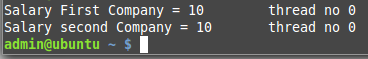 Salary First Company = 10        thread no 0
Salary second Company = 10       thread no 0
admin@ubuntu ~ $